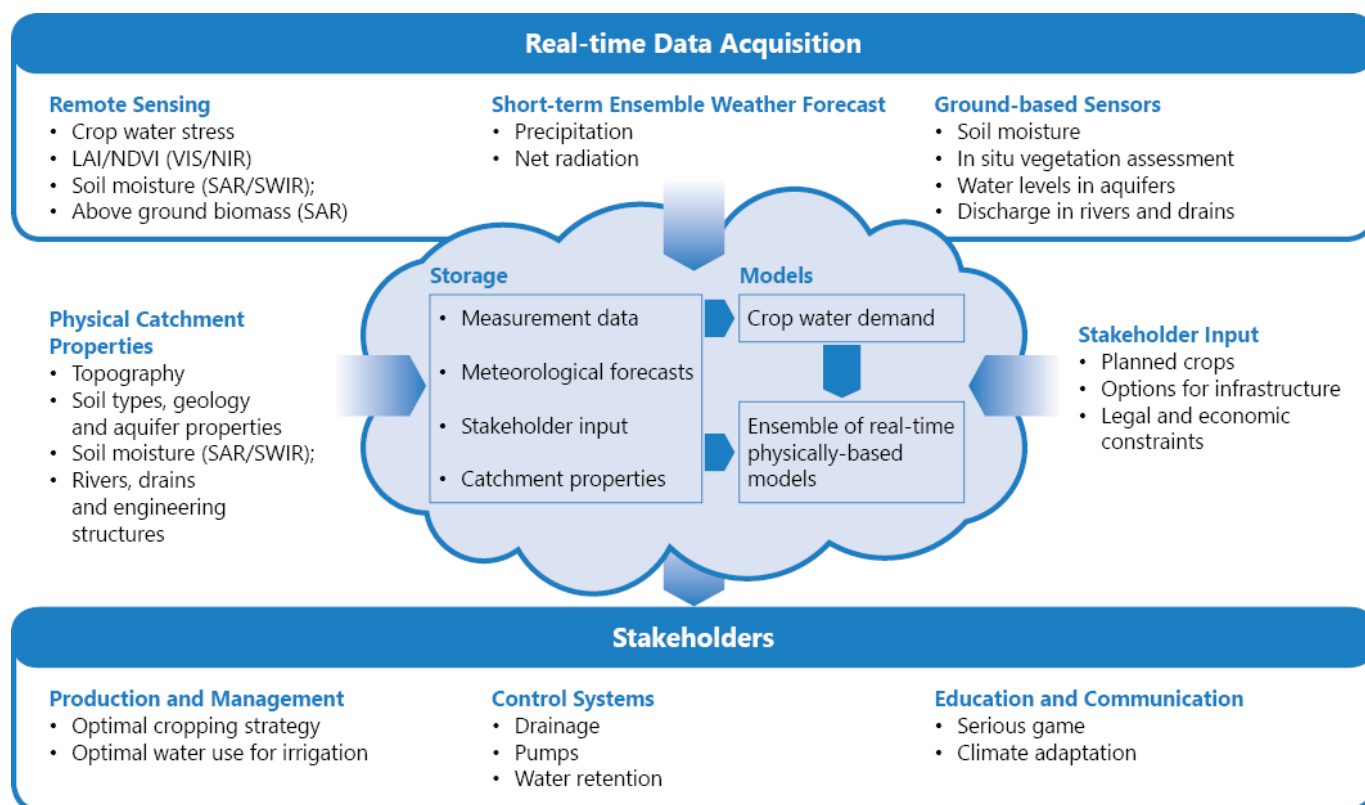 Real-time Data Acquisition
Remote Sensing
• Crop water stress
• LAI/NDVI (VIS/NIR)
• Soil moisture (SAR/SWIR);
• Above ground biomass (SAR)
Short-term Ensemble Weather Forecast
• Precipitation
• Net radiation
Ground-based Sensors
• Soil moisture
• In situ vegetation assessment
• Water levels in aquifers
• Discharge in rivers and drains
Physical Catchment
Properties
• Topography
• Soil types, geology
and aquifer properties
• Soil moisture (SAR/SWIR);
• Rivers, drains
and engineering
structures
Storage
• Measurement data
• Meteorological forecasts
• Stakeholder input
• Catchment properties
Models
Crop water demand
Ensemble of real-time
physically-based
models
Stakeholder Input
• Planned crops
• Options for infrastructure
• Legal and economic
constraints
Stakeholders
Production and Management
• Optimal cropping strategy
• Optimal water use for irrigation
Control Systems
• Drainage
• Pumps
• Water retention
Education and Communication
• Serious game
• Climate adaptation